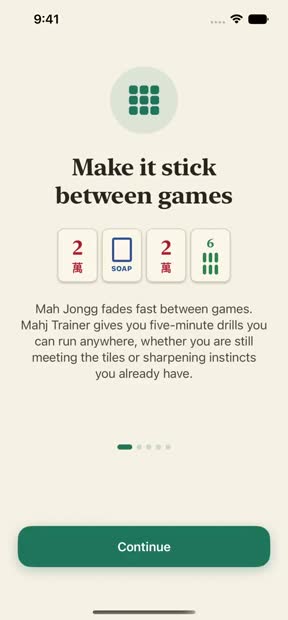 9:41
Make it stick
between games
2 SOAP 2 6
萬 萬
Mah Jongg fades fast between games.
Mahj Trainer gives you five-minute drills you
can run anywhere, whether you are still
meeting the tiles or sharpening instincts
you already have.
Continue